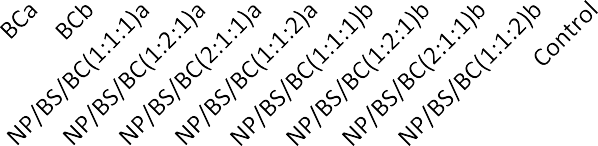 BCa
BCb
NP/BS/BC(1:1:1)a
NP/BS/BC(1:2:1)a
NP/BS/BC(2:1:1)a
NP/BS/BC(1:1:2)a
NP/BS/BC(1:1:1)b
NP/BS/BC(1:2:1)b
NP/BS/BC(2:1:1)b
NP/BS/BC(1:1:2)b
Control